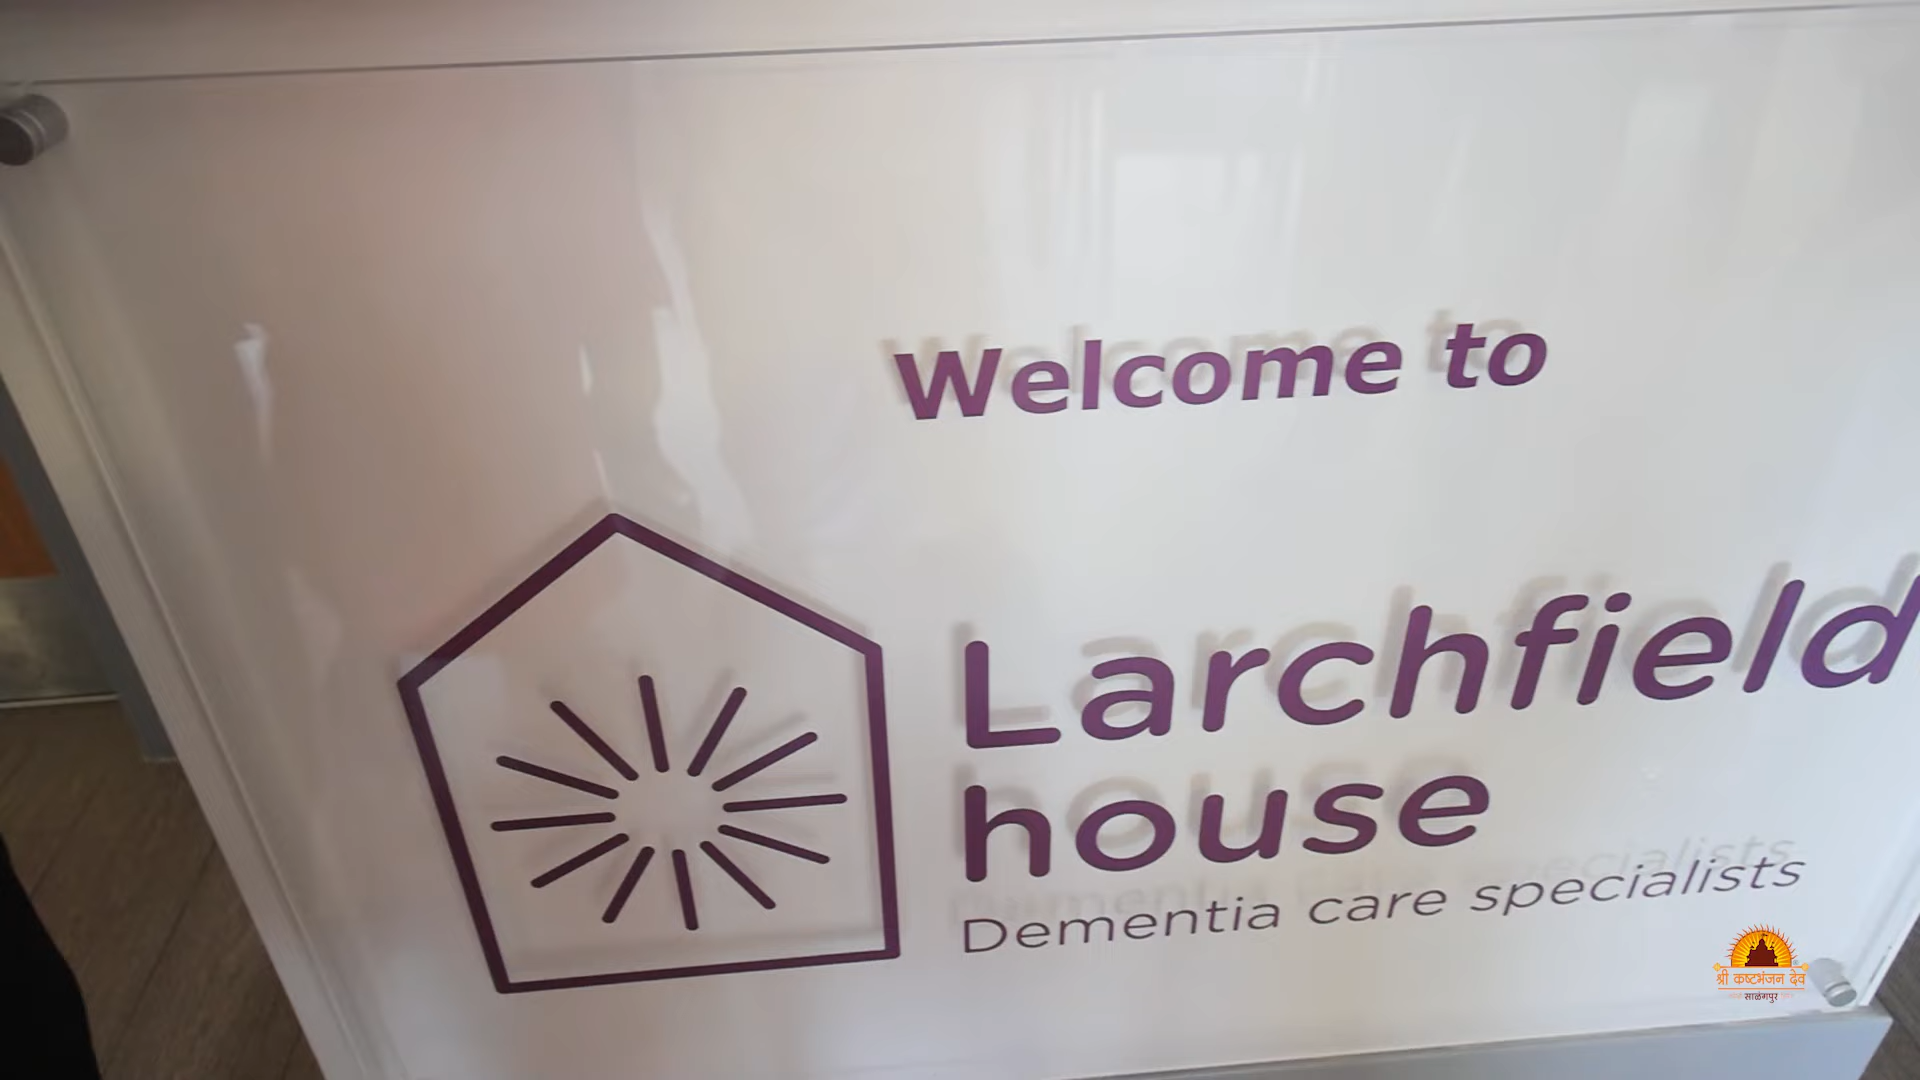 Welcome to
Larchfield
house
Dementia care specialists
श्री कष्टभंजन देव
साळंगपुर